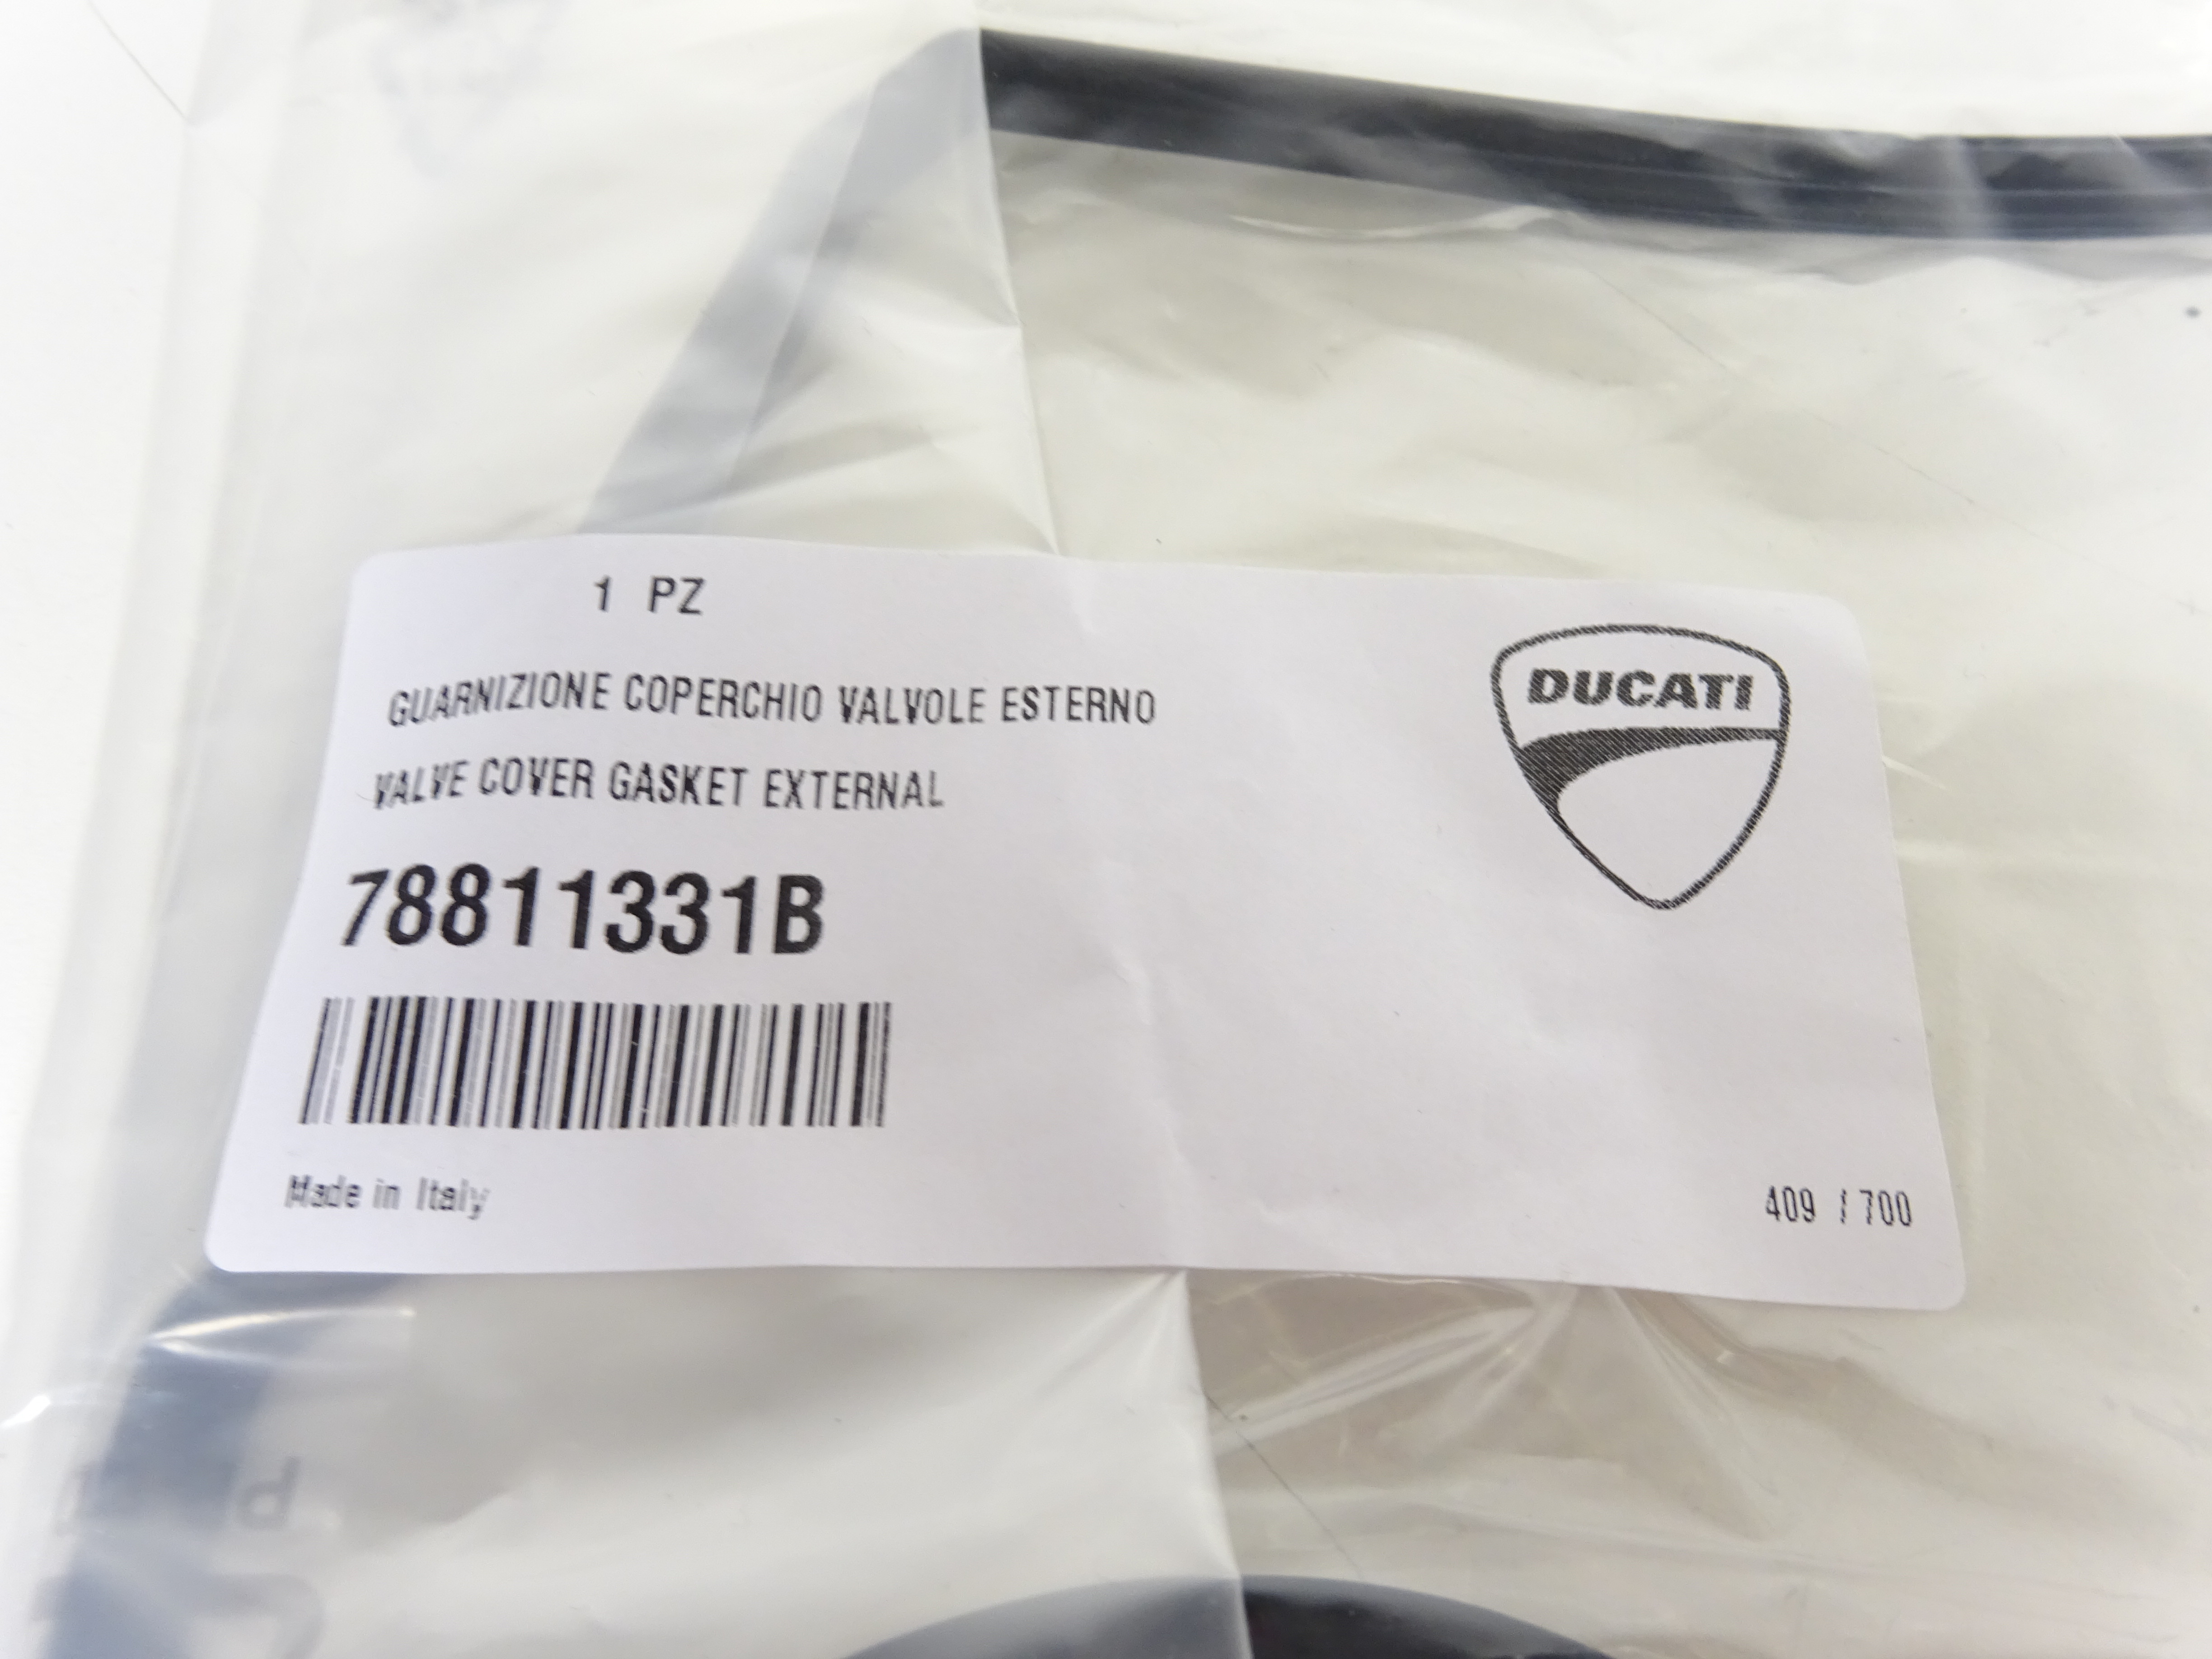 1 PZ
GUARNIZIONE COPERCHIO VALVOLE ESTERNO
VALVE COVER GASKET EXTERNAL
78811331B
DUCATI
Made in Italy
409 / 700